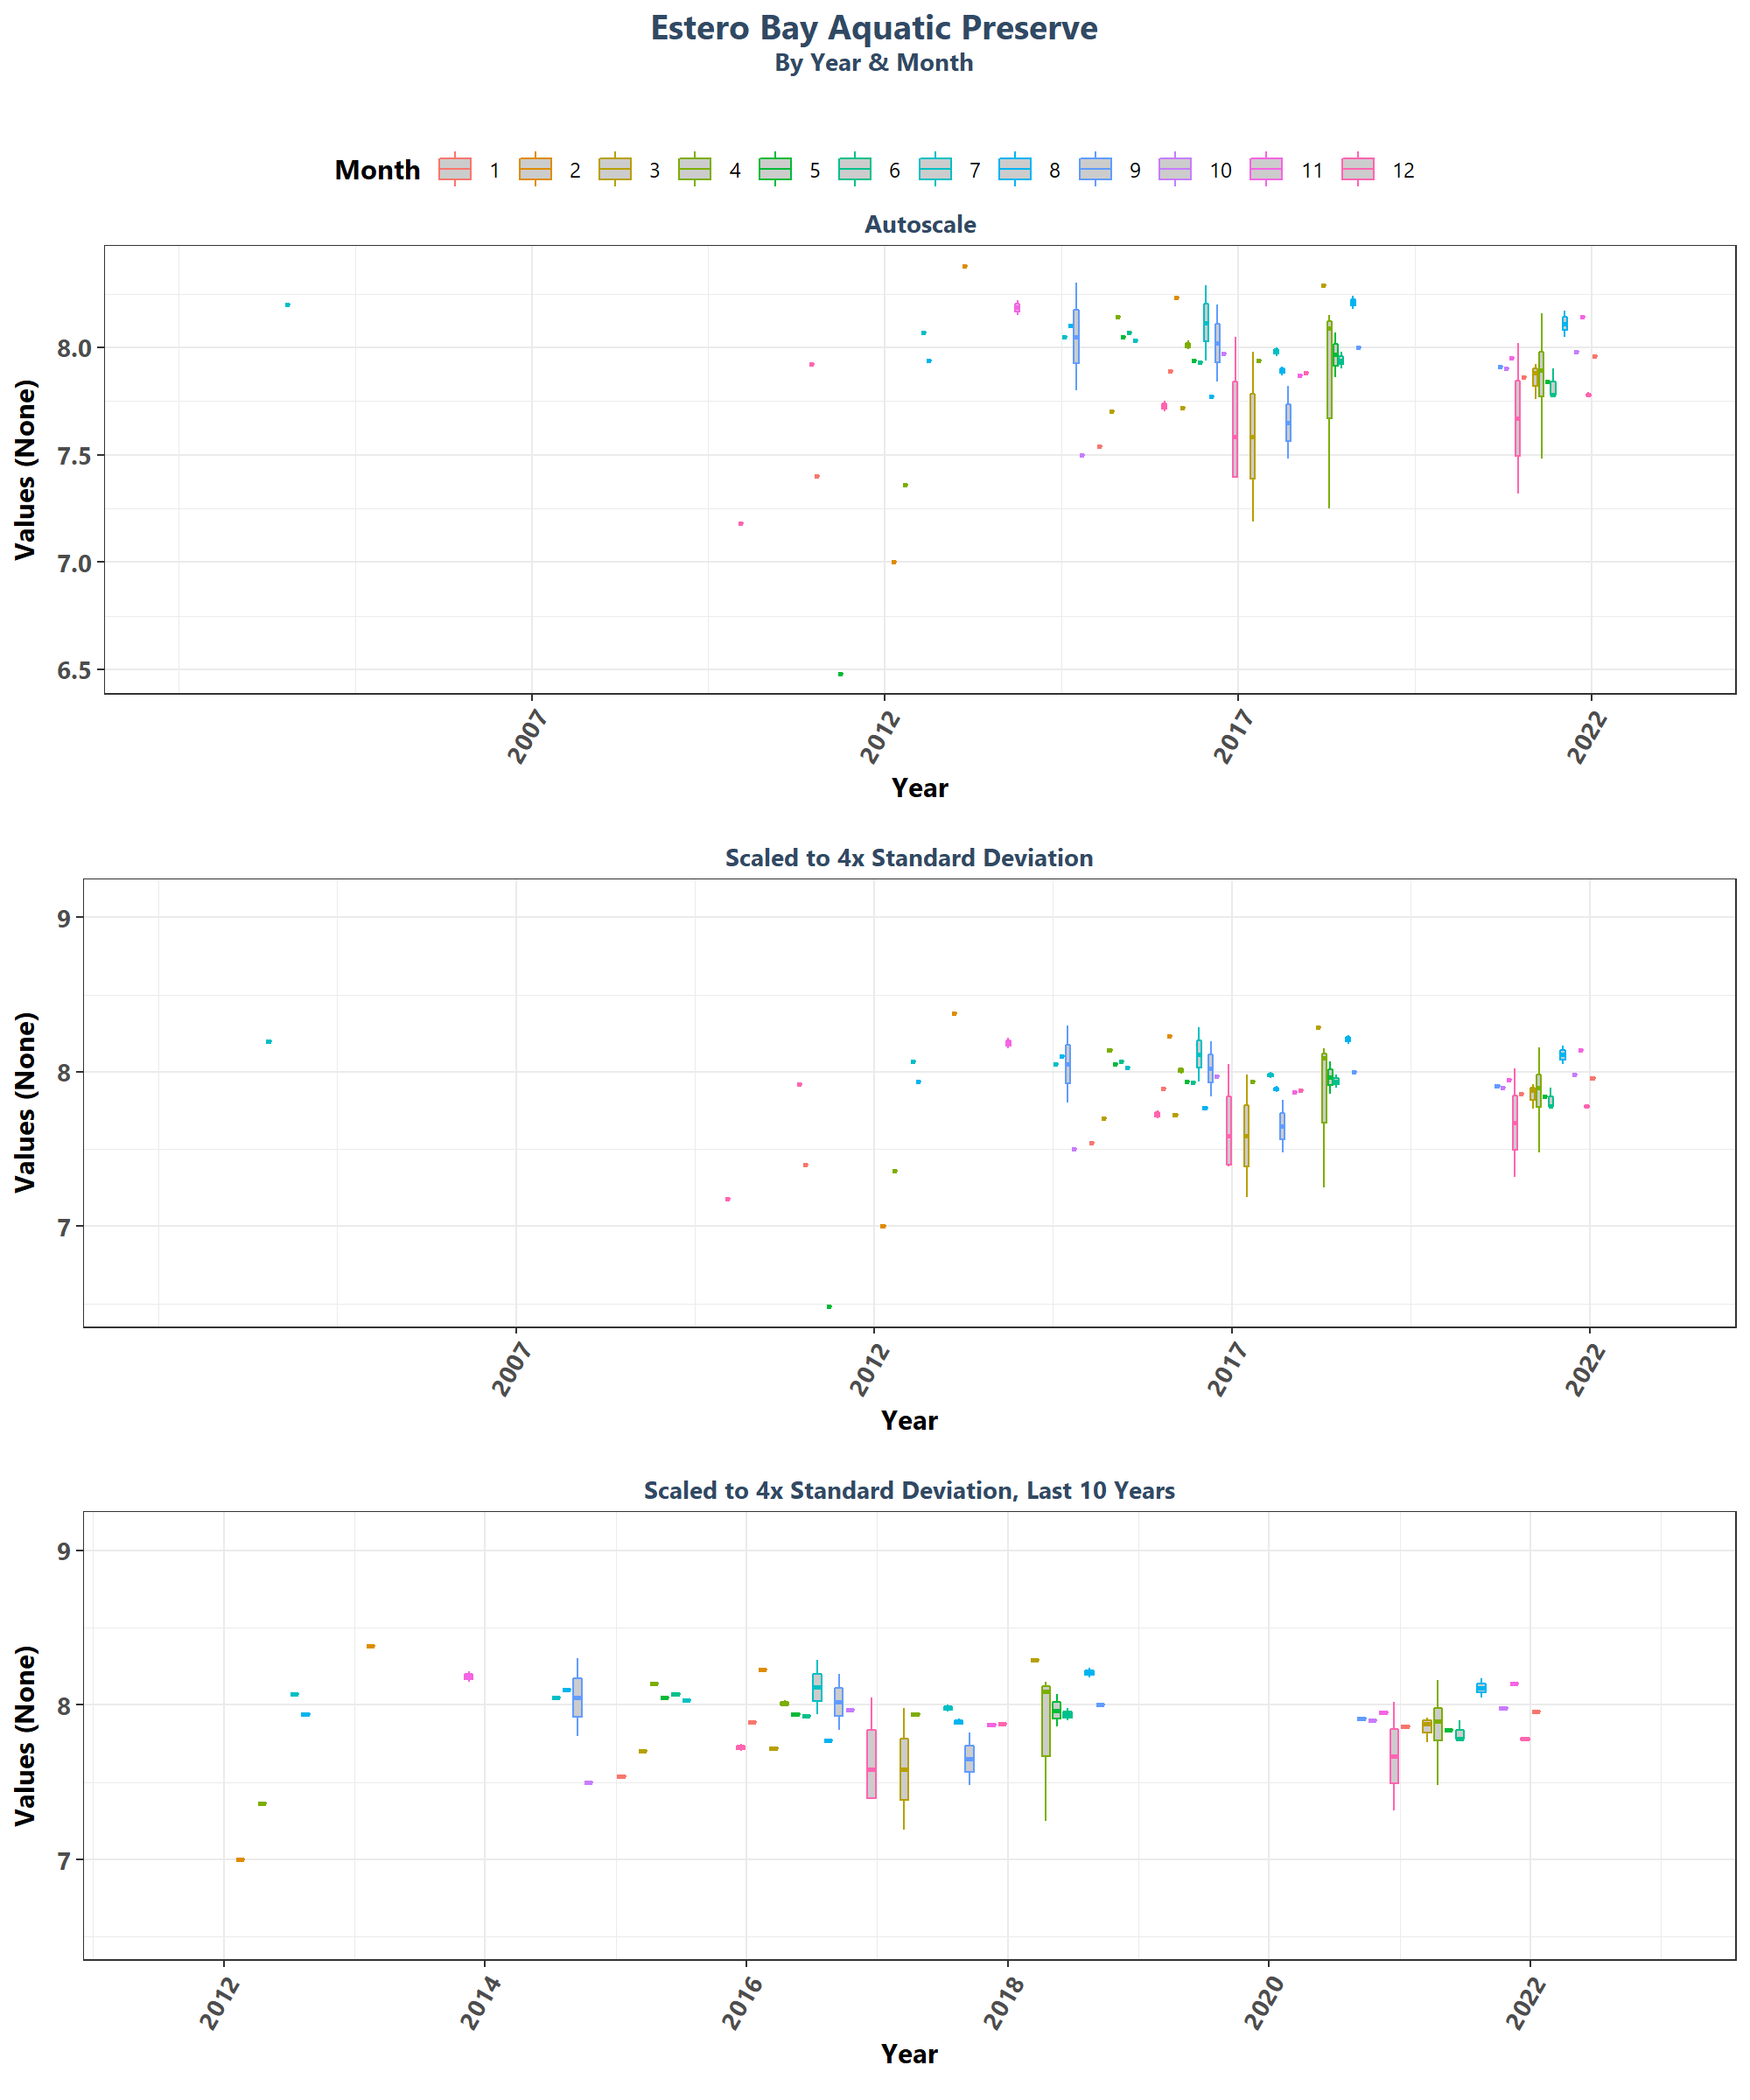 Estero Bay Aquatic Preserve
By Year & Month
Month 1 2 3 4 5 6 7 8 9 10 11 12
Autoscale
Values (None)
8.0
7.5
7.0
6.5
2007 2012 2017 2022
Year
Scaled to 4x Standard Deviation
Values (None)
9
8
7
2007 2012 2017 2022
Year
Scaled to 4x Standard Deviation, Last 10 Years
Values (None)
9
8
7
2012 2014 2016 2018 2020 2022
Year